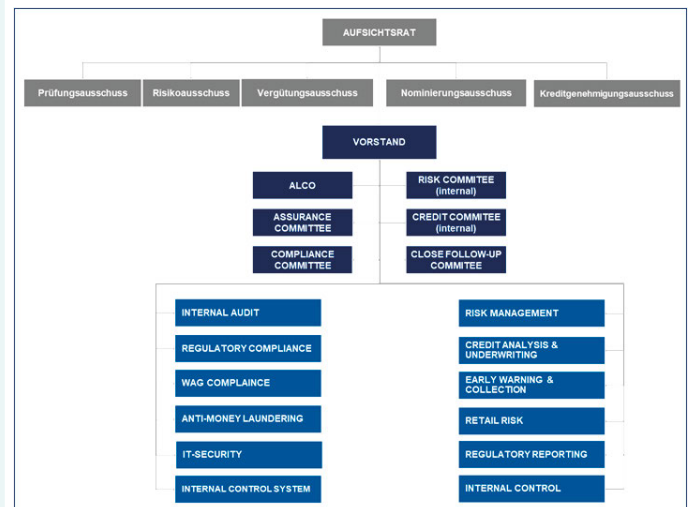 AUFSICHTSRAT
Prüfungsausschuss
Risikoausschuss
Vergütungsausschuss
Nominierungsausschuss
Kreditgenehmigungsausschuss
VORSTAND
ALCO
RISK COMMITEE
(internal)
ASSURANCE
COMMITTEE
CREDIT COMMITEE
(internal)
COMPLIANCE
COMMITTEE
CLOSE FOLLOW-UP
COMMITEE
INTERNAL AUDIT
RISK MANAGEMENT
REGULATORY COMPLIANCE
CREDIT ANALYSIS &
UNDERWRITING
WAG COMPLAINCE
EARLY WARNING &
COLLECTION
ANTI-MONEY LAUNDERING
RETAIL RISK
IT-SECURITY
REGULATORY REPORTING
INTERNAL CONTROL SYSTEM
INTERNAL CONTROL